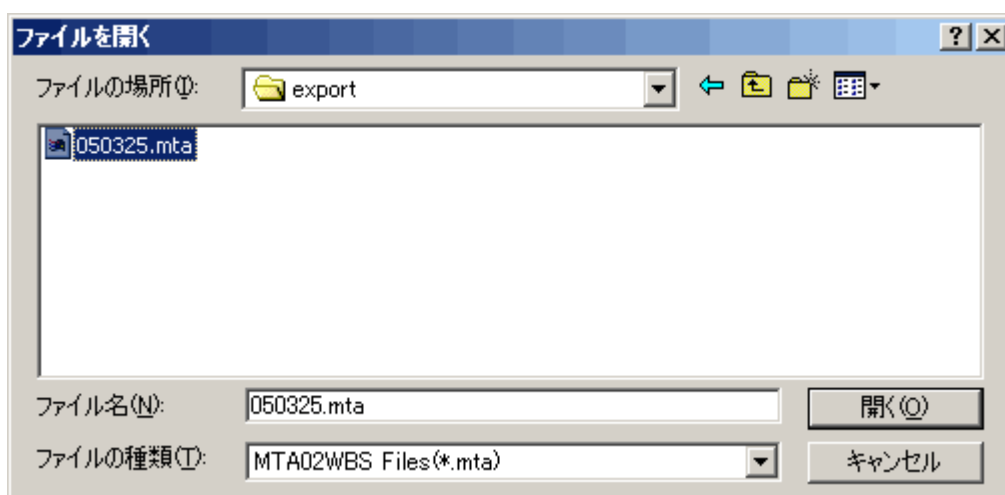 ファイルを開く
ファイルの場所(I): export
050325.mta
ファイル名(N): 050325.mta 開く(O)
ファイルの種類(T): MTA02WBS Files(*.mta) キャンセル